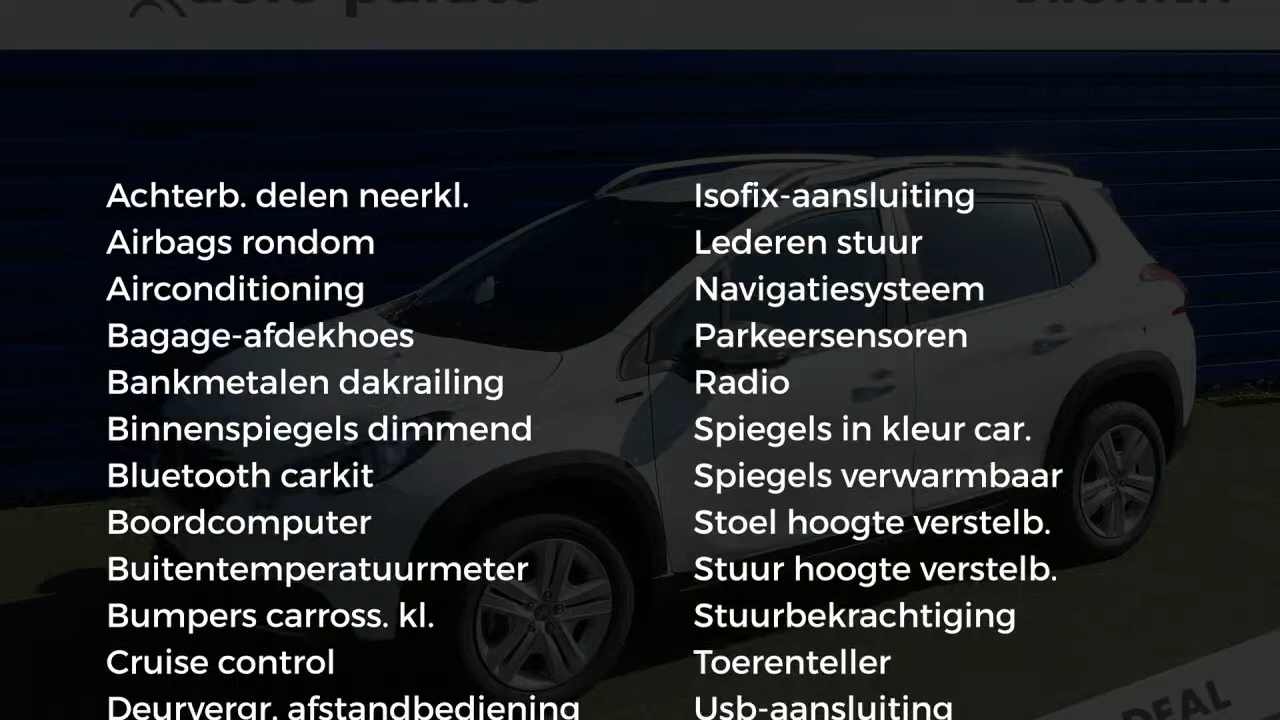 Achterb. delen neerkl.
Airbags rondom
Airconditioning
Bagage-afdekhoes
Bankmetalen dakrailing
Binnenspiegels dimmend
Bluetooth carkit
Boordcomputer
Buitentemperatuurmeter
Bumpers carross. kl.
Cruise control
Deurvergr. afstandbediening
Isofix-aansluiting
Lederen stuur
Navigatiesysteem
Parkeersensoren
Radio
Spiegels in kleur car.
Spiegels verwarmbaar
Stoel hoogte verstelb.
Stuur hoogte verstelb.
Stuurbekrachtiging
Toerenteller
Usb-aansluiting
DEAL